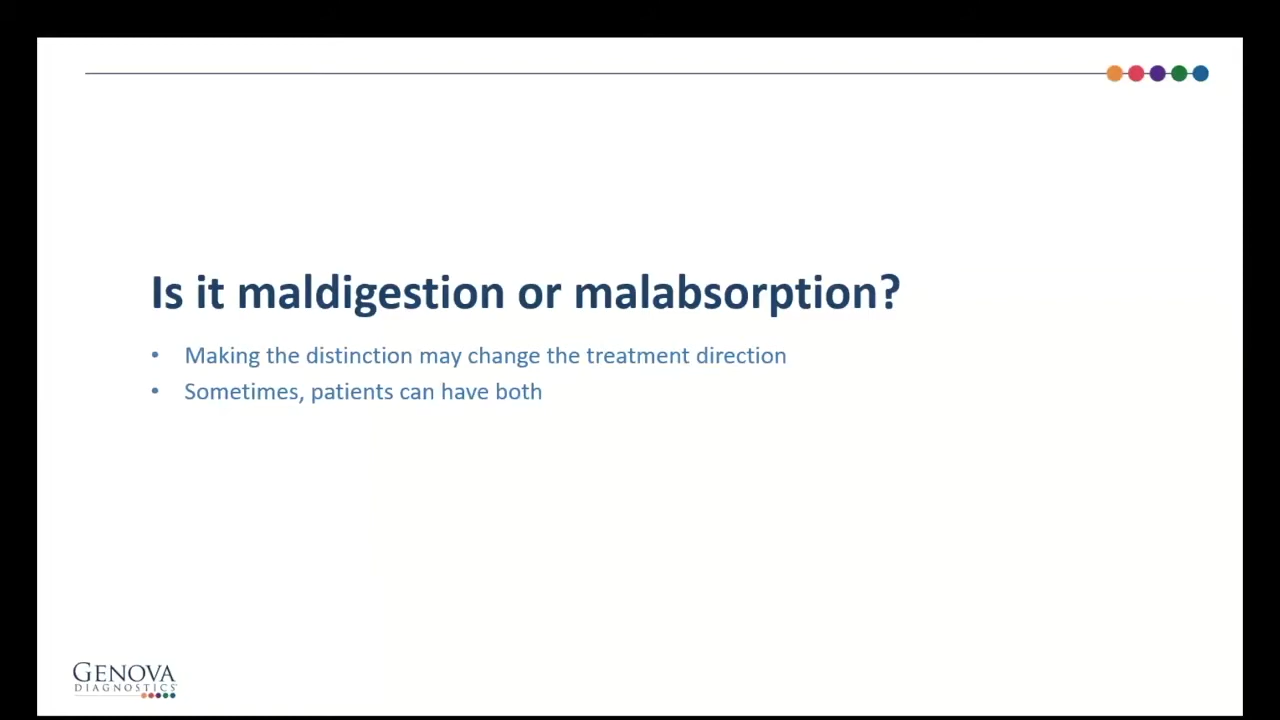 Is it maldigestion or malabsorption?
• Making the distinction may change the treatment direction
• Sometimes, patients can have both
GENOVA
DIAGNOSTICS